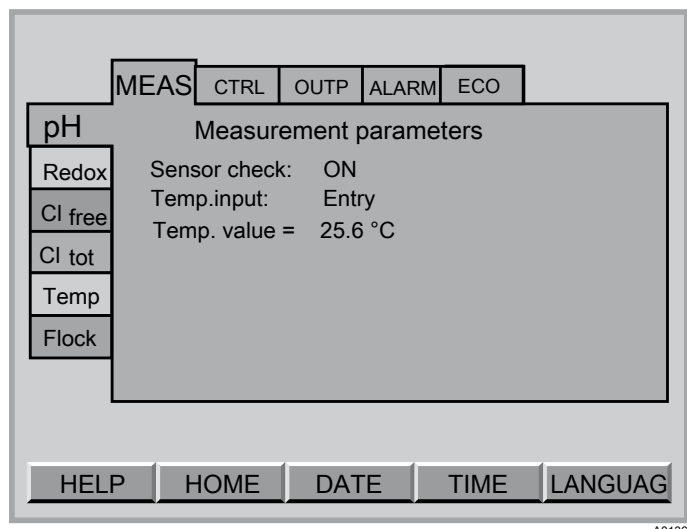 MEAS CTRL OUTP ALARM ECO
pH
Measurement parameters
Redox
Sensor check: ON
Cl free
Temp.input: Entry
Cl tot
Temp. value = 25.6 °C
Temp
Flock
HELP HOME DATE TIME LANGUAG